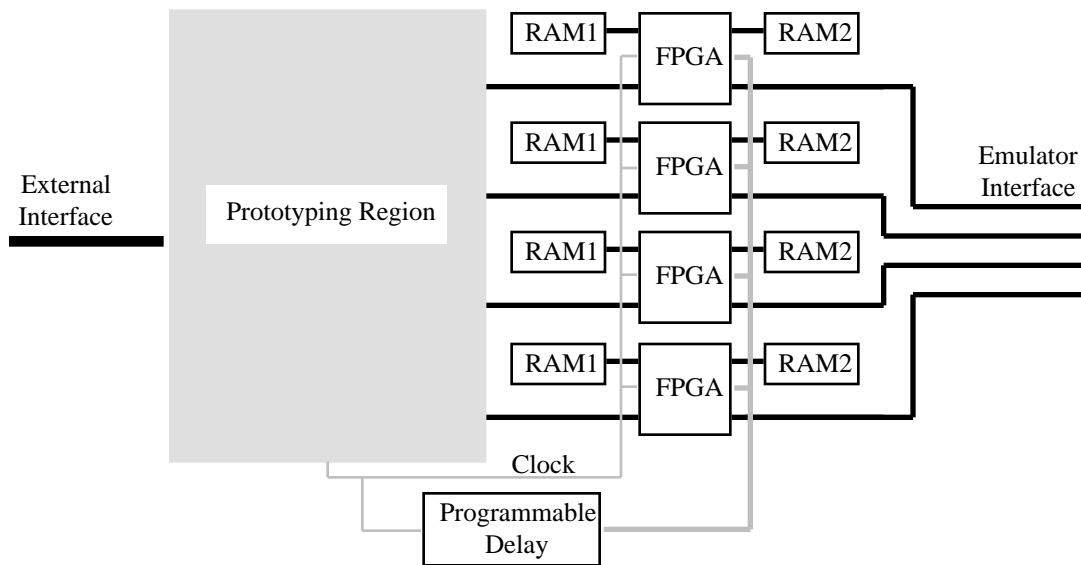 RAM1
FPGA
RAM2
RAM1
FPGA
RAM2
External
Interface
Prototyping Region
Emulator
Interface
RAM1
FPGA
RAM2
RAM1
FPGA
RAM2
Clock
Programmable
Delay